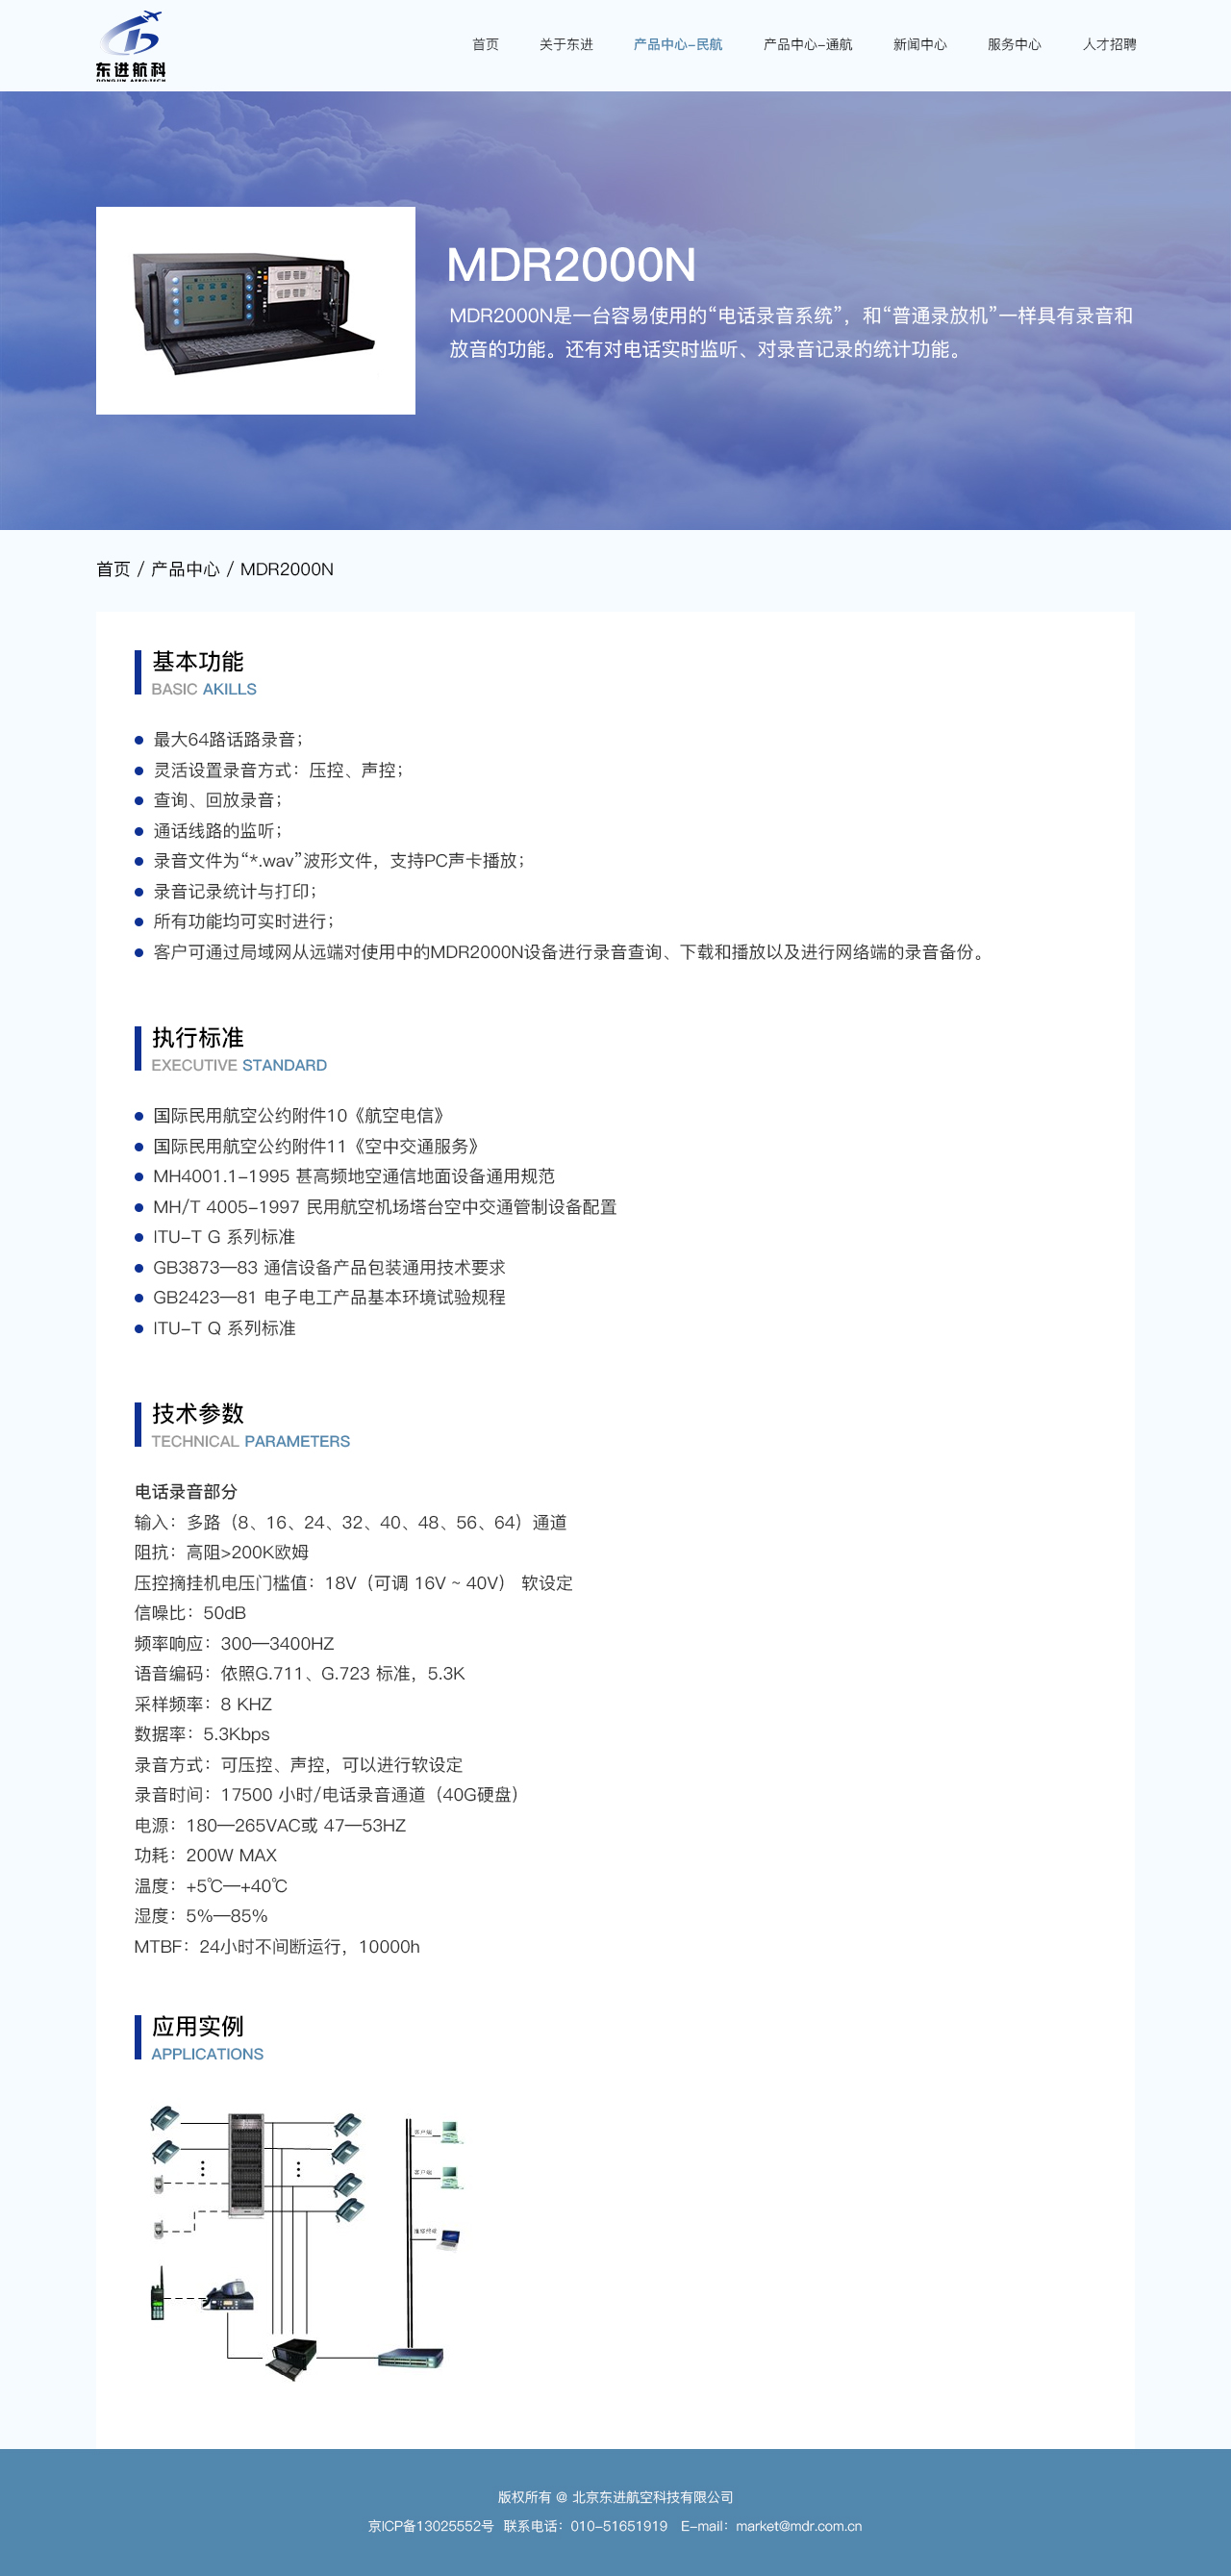 东进航科
DONGJIN AERO-TECH
首页 关于东进 产品中心-民航 产品中心-通航 新闻中心 服务中心 人才招聘
MDR2000N
MDR2000N是一台容易使用的“电话录音系统”，和“普通录放机”一样具有录音和
放音的功能。还有对电话实时监听、对录音记录的统计功能。
首页 / 产品中心 / MDR2000N
基本功能
BASIC AKILLS
最大64路话路录音；
灵活设置录音方式：压控、声控；
查询、回放录音；
通话线路的监听；
录音文件为“*.wav”波形文件，支持PC声卡播放；
录音记录统计与打印；
所有功能均可实时进行；
客户可通过局域网从远端对使用中的MDR2000N设备进行录音查询、下载和播放以及进行网络端的录音备份。
执行标准
EXECUTIVE STANDARD
国际民用航空公约附件10《航空电信》
国际民用航空公约附件11《空中交通服务》
MH4001.1-1995 甚高频地空通信地面设备通用规范
MH/T 4005-1997 民用航空机场塔台空中交通管制设备配置
ITU-T G 系列标准
GB3873—83 通信设备产品包装通用技术要求
GB2423—81 电子电工产品基本环境试验规程
ITU-T Q 系列标准
技术参数
TECHNICAL PARAMETERS
电话录音部分
输入：多路（8、16、24、32、40、48、56、64）通道
阻抗：高阻>200K欧姆
压控摘挂机电压门槛值：18V（可调 16V ~ 40V） 软设定
信噪比：50dB
频率响应：300—3400HZ
语音编码：依照G.711、G.723 标准，5.3K
采样频率：8 KHZ
数据率：5.3Kbps
录音方式：可压控、声控，可以进行软设定
录音时间：17500 小时/电话录音通道（40G硬盘）
电源：180—265VAC或 47—53HZ
功耗：200W MAX
温度：+5℃—+40℃
湿度：5%—85%
MTBF：24小时不间断运行，10000h
应用实例
APPLICATIONS
客户端
客户端
维护终端
版权所有 @ 北京东进航空科技有限公司
京ICP备13025552号 联系电话：010-51651919 E-mail：market@mdr.com.cn